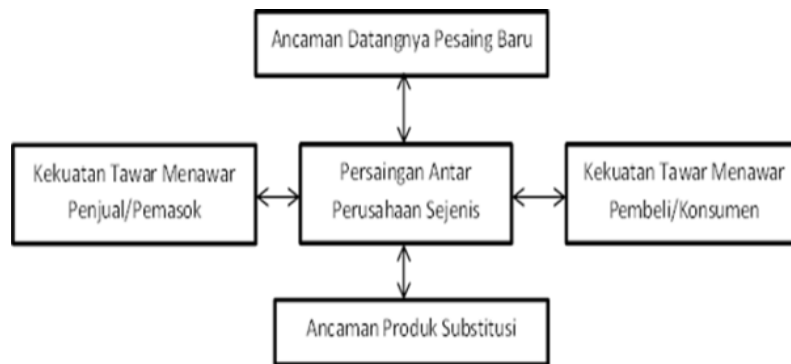 Ancaman Datangnya Pesaing Baru
Kekuatan Tawar Menawar
Penjual/Pemasok
Persaingan Antar
Perusahaan Sejenis
Kekuatan Tawar Menawar
Pembeli/Konsumen
Ancaman Produk Substitusi